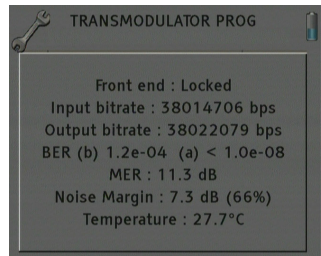 TRANSMODULATOR PROG
Front end : Locked
Input bitrate : 38014706 bps
Output bitrate : 38022079 bps
BER (b) 1.2e-04 (a) < 1.0e-08
MER : 11.3 dB
Noise Margin : 7.3 dB (66%)
Temperature : 27.7°C